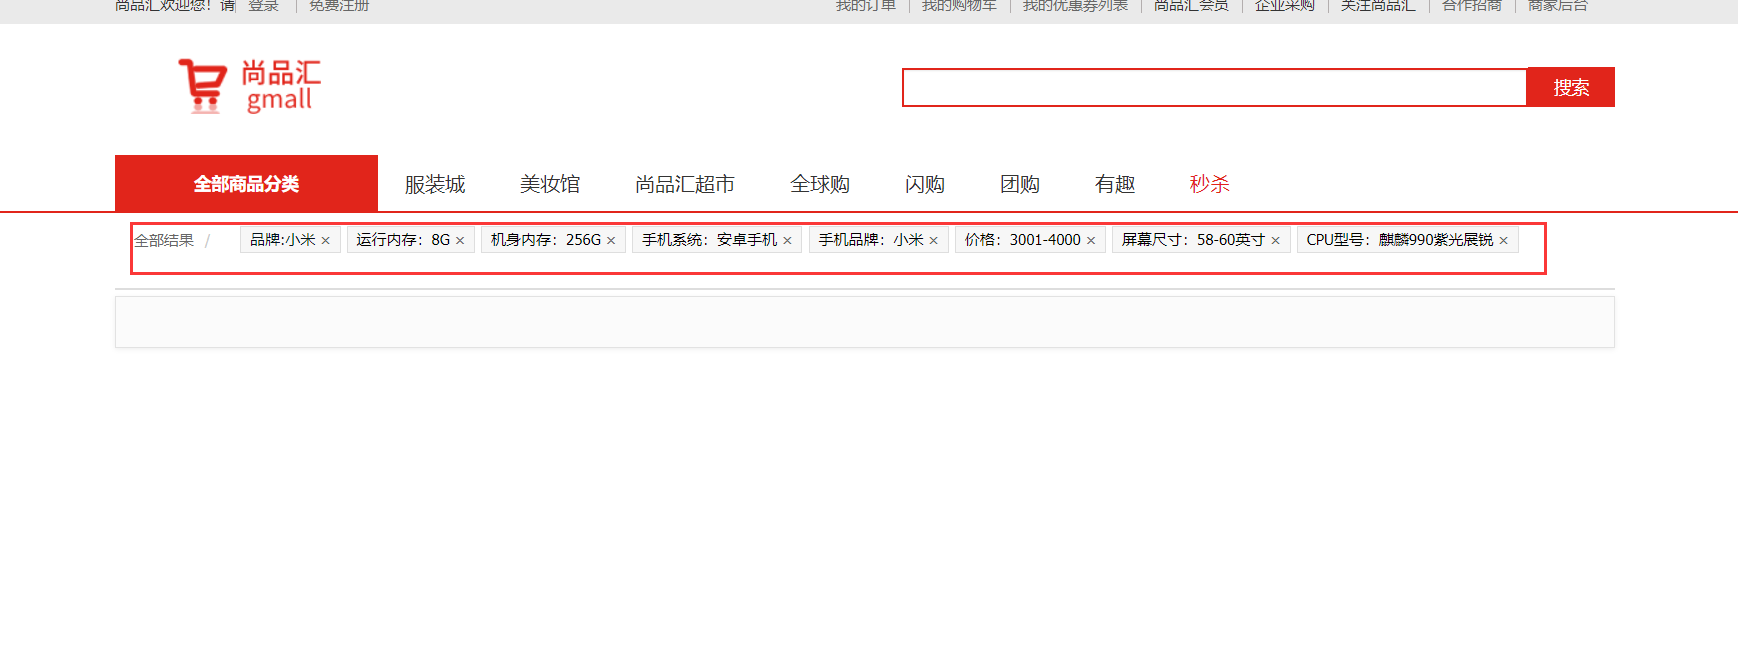 尚品汇欢迎您！请 登录 免费注册 我的订单 我的购物车 我的优惠券列表 尚品汇会员 企业采购 关注尚品汇 合作招商 商家后台
尚品汇
gmall
搜索
全部商品分类 服装城 美妆馆 尚品汇超市 全球购 闪购 团购 有趣 秒杀
全部结果 / 品牌:小米 × 运行内存：8G × 机身内存：256G × 手机系统：安卓手机 × 手机品牌：小米 × 价格：3001-4000 × 屏幕尺寸：58-60英寸 × CPU型号：麒麟990紫光展锐 ×